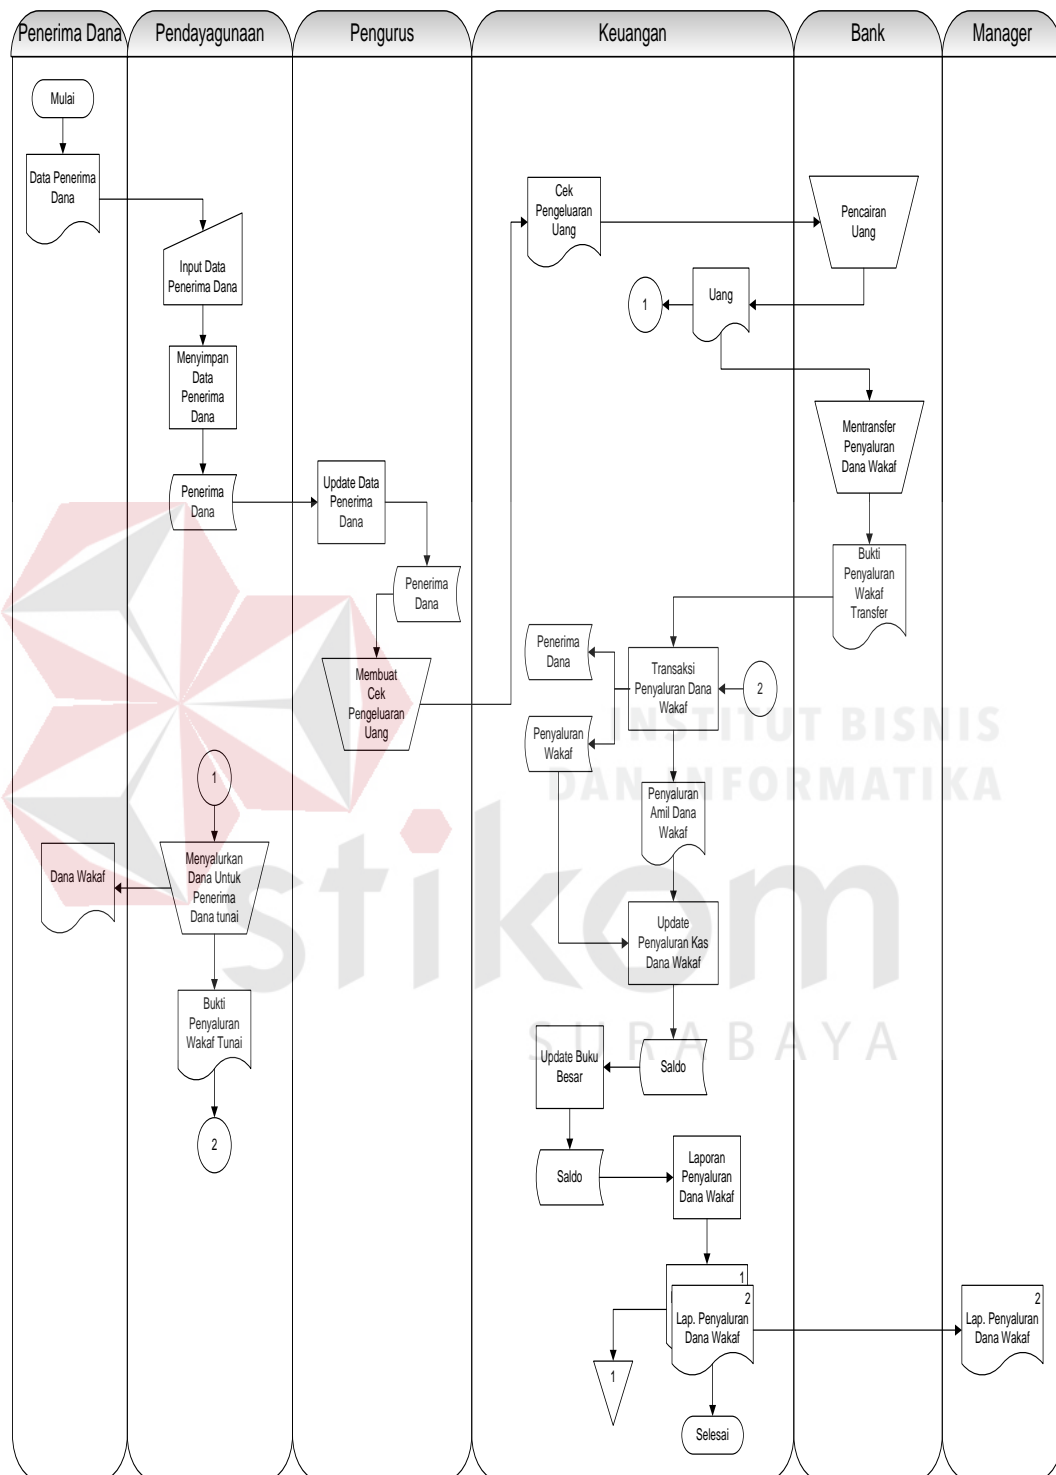 Penerima Dana
Pendayagunaan
Pengurus
Keuangan
Bank
Manager
Mulai
Data Penerima
Dana
Input Data
Penerima Dana
Menyimpan
Data
Penerima
Dana
Penerima
Dana
Update Data
Penerima
Dana
Penerima
Dana
Membuat
Cek
Pengeluaran
Uang
Cek
Pengeluaran
Uang
Pencairan
Uang
Uang
1
Mentransfer
Penyaluran
Dana Wakaf
Bukti
Penyaluran
Wakaf
Transfer
Penerima
Dana
Transaksi
Penyaluran Dana
Wakaf
2
Penyaluran
Wakaf
Penyaluran
Amil Dana
Wakaf
1
Menyalurkan
Dana Untuk
Penerima
Dana tunai
Dana Wakaf
Bukti
Penyaluran
Wakaf Tunai
2
Update
Penyaluran Kas
Dana Wakaf
Saldo
Update Buku
Besar
Saldo
Laporan
Penyaluran
Dana Wakaf
1
2
Lap. Penyaluran
Dana Wakaf
2
Lap. Penyaluran
Dana Wakaf
1
Selesai
INSTITUT BISNIS
DAN INFORMATIKA
stikom
SURABAYA